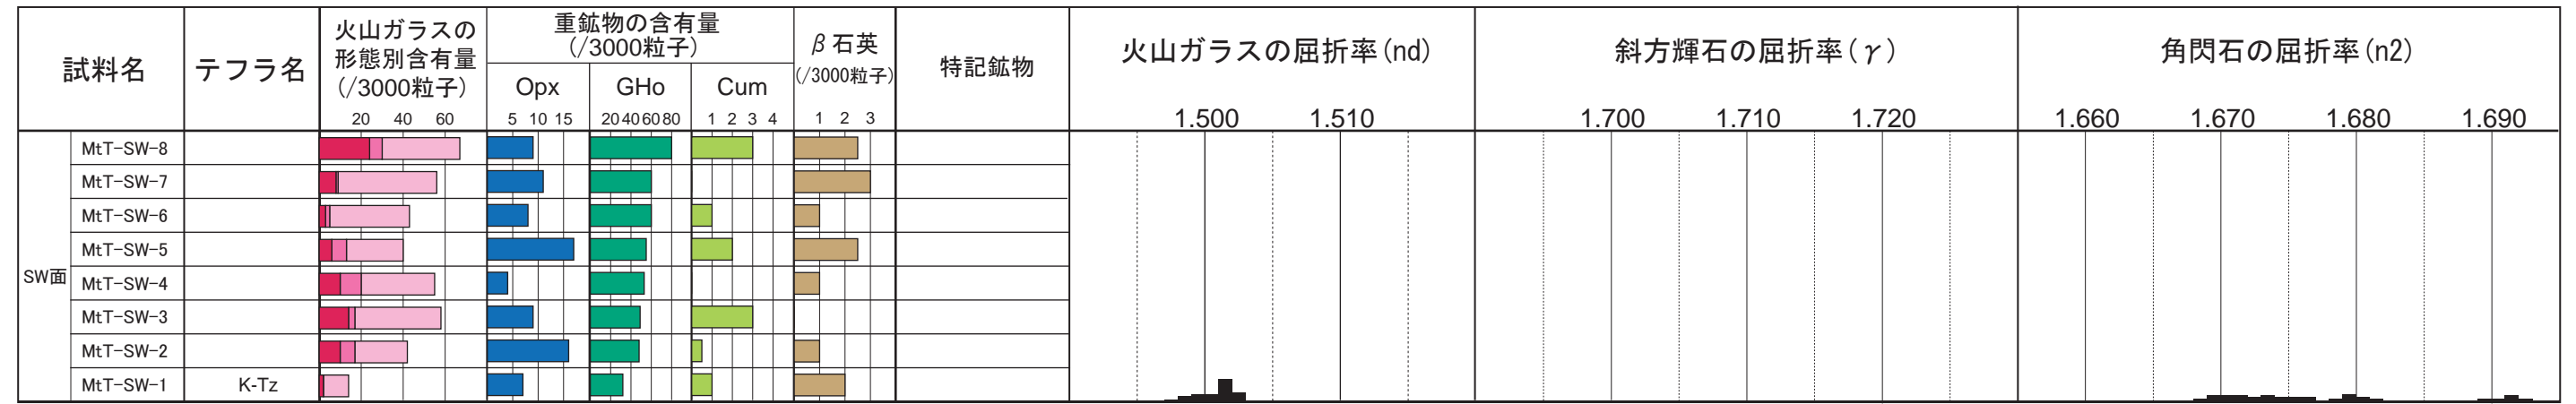 試料名
テフラ名
火山ガラスの
形態別含有量
(/3000粒子)
20 40 60
重鉱物の含有量
(/3000粒子)
Opx GHo Cum
5 10 15 20 40 60 80 1 2 3 4
β石英
(/3000粒子)
1 2 3
特記鉱物
火山ガラスの屈折率(nd)
1.500 1.510
斜方輝石の屈折率(γ)
1.700 1.710 1.720
角閃石の屈折率(n2)
1.660 1.670 1.680 1.690
SW面
MtT-SW-8
MtT-SW-7
MtT-SW-6
MtT-SW-5
MtT-SW-4
MtT-SW-3
MtT-SW-2
MtT-SW-1 K-Tz